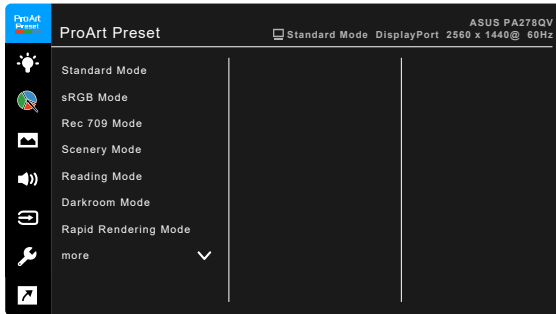 ProArt
Preset
ProArt Preset
ASUS PA278QV
Standard Mode DisplayPort 2560 x 1440@ 60Hz
Standard Mode
sRGB Mode
Rec 709 Mode
Scenery Mode
Reading Mode
Darkroom Mode
Rapid Rendering Mode
more